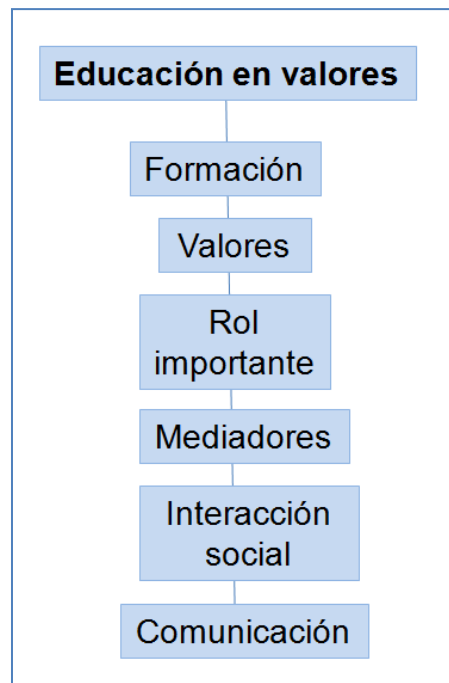 Educación en valores
Formación
Valores
Rol
importante
Mediadores
Interacción
social
Comunicación